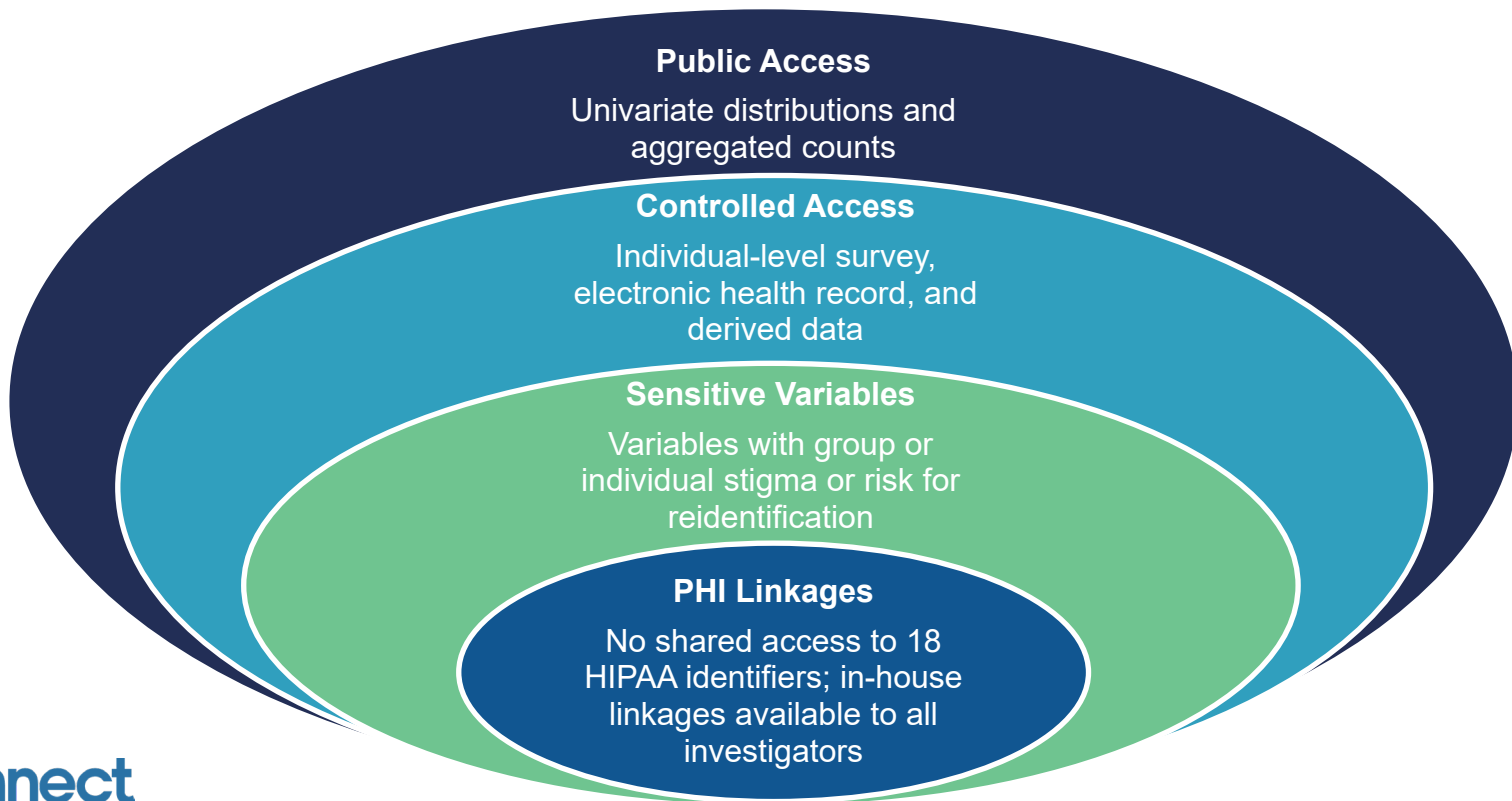 Public Access
Univariate distributions and
aggregated counts
Controlled Access
Individual-level survey,
electronic health record, and
derived data
Sensitive Variables
Variables with group or
individual stigma or risk for
reidentification
PHI Linkages
No shared access to 18
HIPAA identifiers; in-house
linkages available to all
investigators
nnect